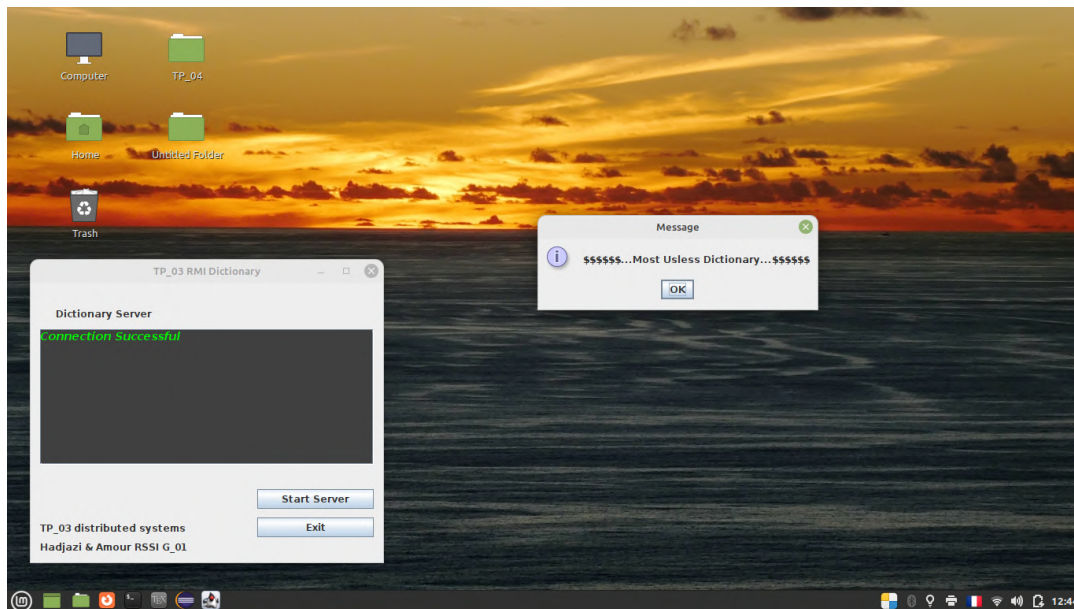 Computer
TP_04
Home
Untitled Folder
Trash
Message
$$$$$$...Most Usless Dictionary...$$$$$$
OK
TP_03 RMI Dictionary
Dictionary Server
Connection Successful
Start Server
TP_03 distributed systems
Exit
Hadjazi & Amour RSSI G_01